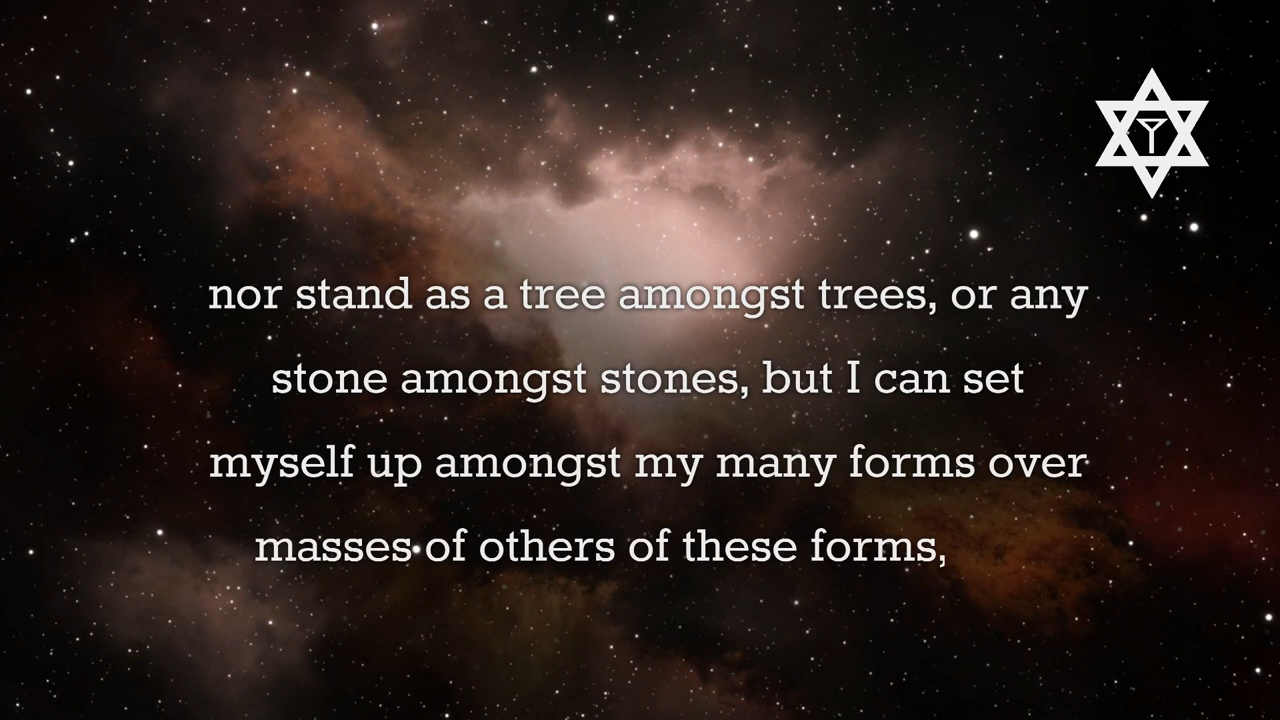 nor stand as a tree amongst trees, or any
stone amongst stones, but I can set
myself up amongst my many forms over
masses of others of these forms,